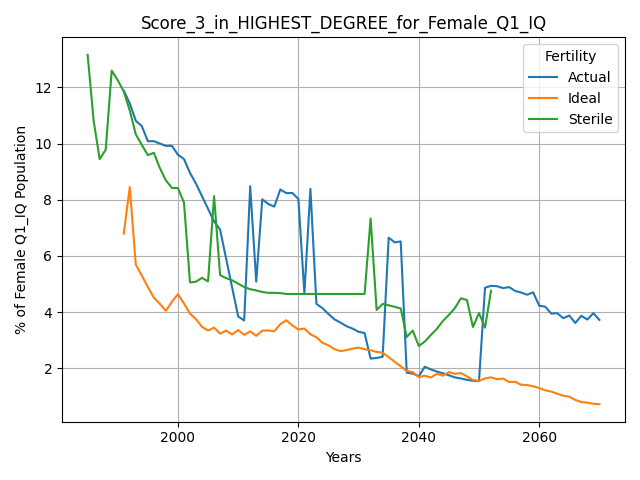 Score_3_in_HIGHEST_DEGREE_for_Female_Q1_IQ
% of Female Q1_IQ Population
12
10
8
6
4
2
Fertility
Actual
Ideal
Sterile
2000
2020
2040
2060
Years